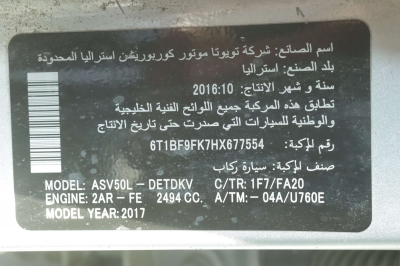 اسم الصانع: شركة تويوتا موتور كوربوريشن استراليا المحدودة
بلد الصنع: استراليا
سنة و شهر الانتاج: 2016:10
تطابق هذه المركبة جميع اللوائح الفنية الخليجية
والوطنية للسيارات التي صدرت حتى تاريخ الانتاج
6T1BF9FK7HX677554
صنف المركبة: سيارة ركاب
MODEL: ASV50L - DETDKV C/TR: 1F7/FA20
ENGINE: 2AR - FE 2494 CC. A/TM: - 04A/U760E
MODEL YEAR: 2017